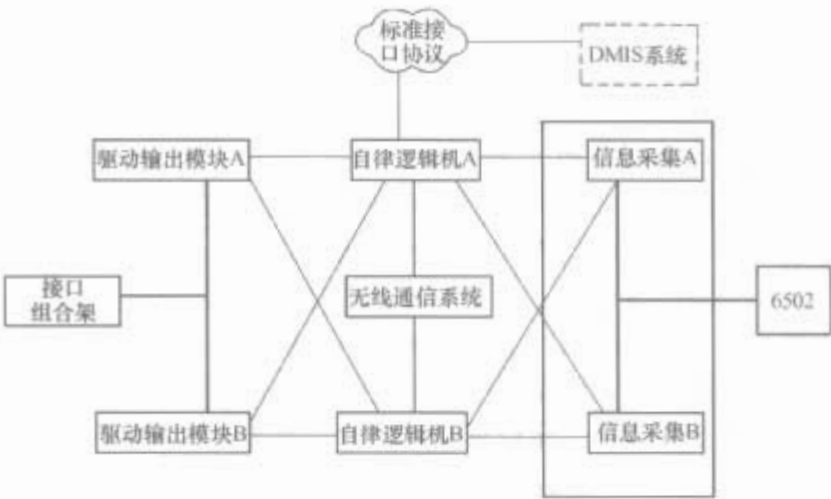 标准接
口协议
DMIS系统
驱动输出模块A
自律逻辑机A
信息采集A
接口
组合架
无线通信系统
6502
驱动输出模块B
自律逻辑机B
信息采集B